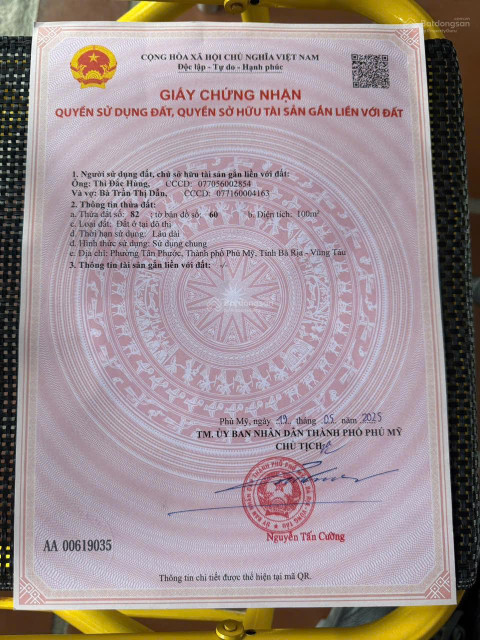 CỘNG HÒA XÃ HỘI CHỦ NGHĨA VIỆT NAM
Độc lập - Tự do - Hạnh phúc
Batdongsan
GIẤY CHỨNG NHẬN
QUYỀN SỬ DỤNG ĐẤT, QUYỀN SỞ HỮU TÀI SẢN GẮN LIỀN VỚI ĐẤT
1. Người sử dụng đất, chủ sở hữu tài sản gắn liền với đất:
Ông: Thi Đắc Hùng, CCCD: 077056002854
Và vợ: Bà Trần Thị Dần, CCCD: 077160004163
2. Thông tin thửa đất:
a. Thửa đất số: 82 ; tờ bản đồ số: 60 b. Diện tích: 100m²
c. Loại đất: Đất ở tại đô thị
d. Thời hạn sử dụng: Lâu dài
đ. Hình thức sử dụng: Sử dụng chung
e. Địa chỉ: Phường Tân Phước, Thành phố Phú Mỹ, Tỉnh Bà Rịa - Vũng Tàu
3. Thông tin tài sản gắn liền với đất: -/-
Phú Mỹ, ngày 19 tháng 05 năm 2025
TM. ỦY BAN NHÂN DÂN THÀNH PHỐ PHÚ MỸ
CHỦ TỊCH
Nguyễn Tấn Cường
AA 00619035
Thông tin chi tiết được thể hiện tại mã QR.